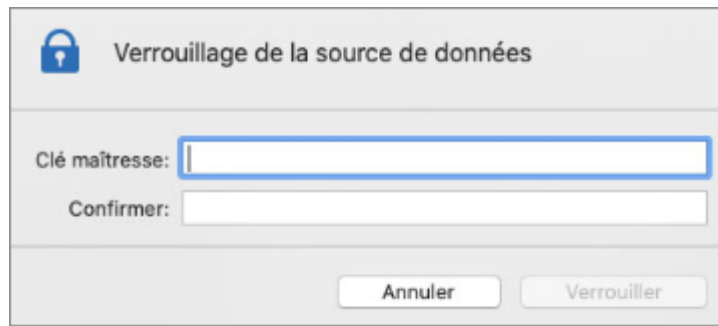 Verrouillage de la source de données
Clé maîtresse:
Confirmer:
Annuler
Verrouiller